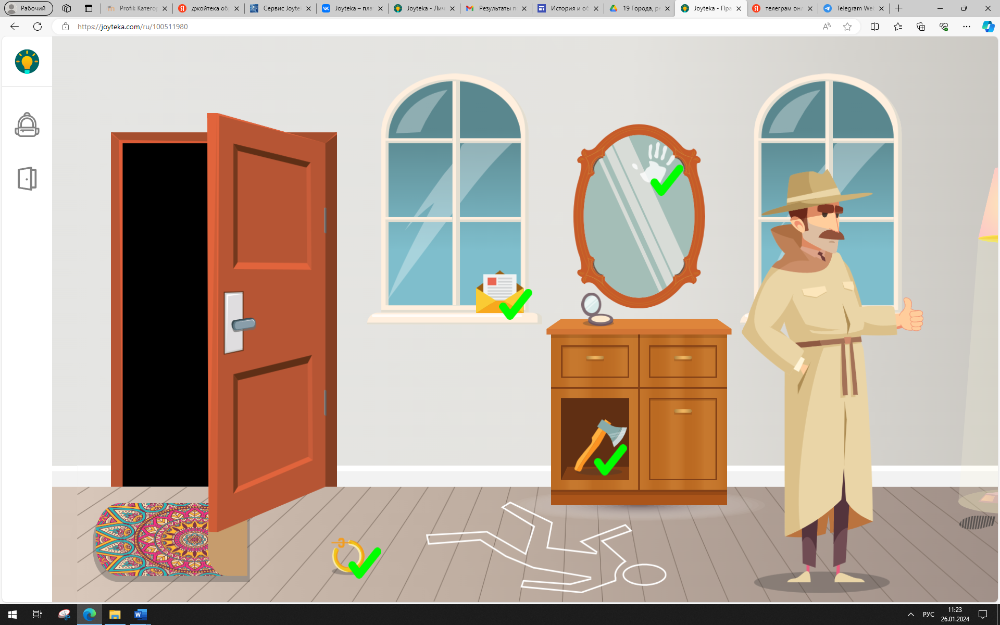 Рабочий
Profil: Катего
джойтека об
Сервис Joyte
Joyteka – пла
Joyteka - Лич
Результаты п
История и об
19 Города, р
Joyteka - Пра
телеграм он
Telegram We
https://joyteka.com/ru/100511980
РУС
11:23
26.01.2024